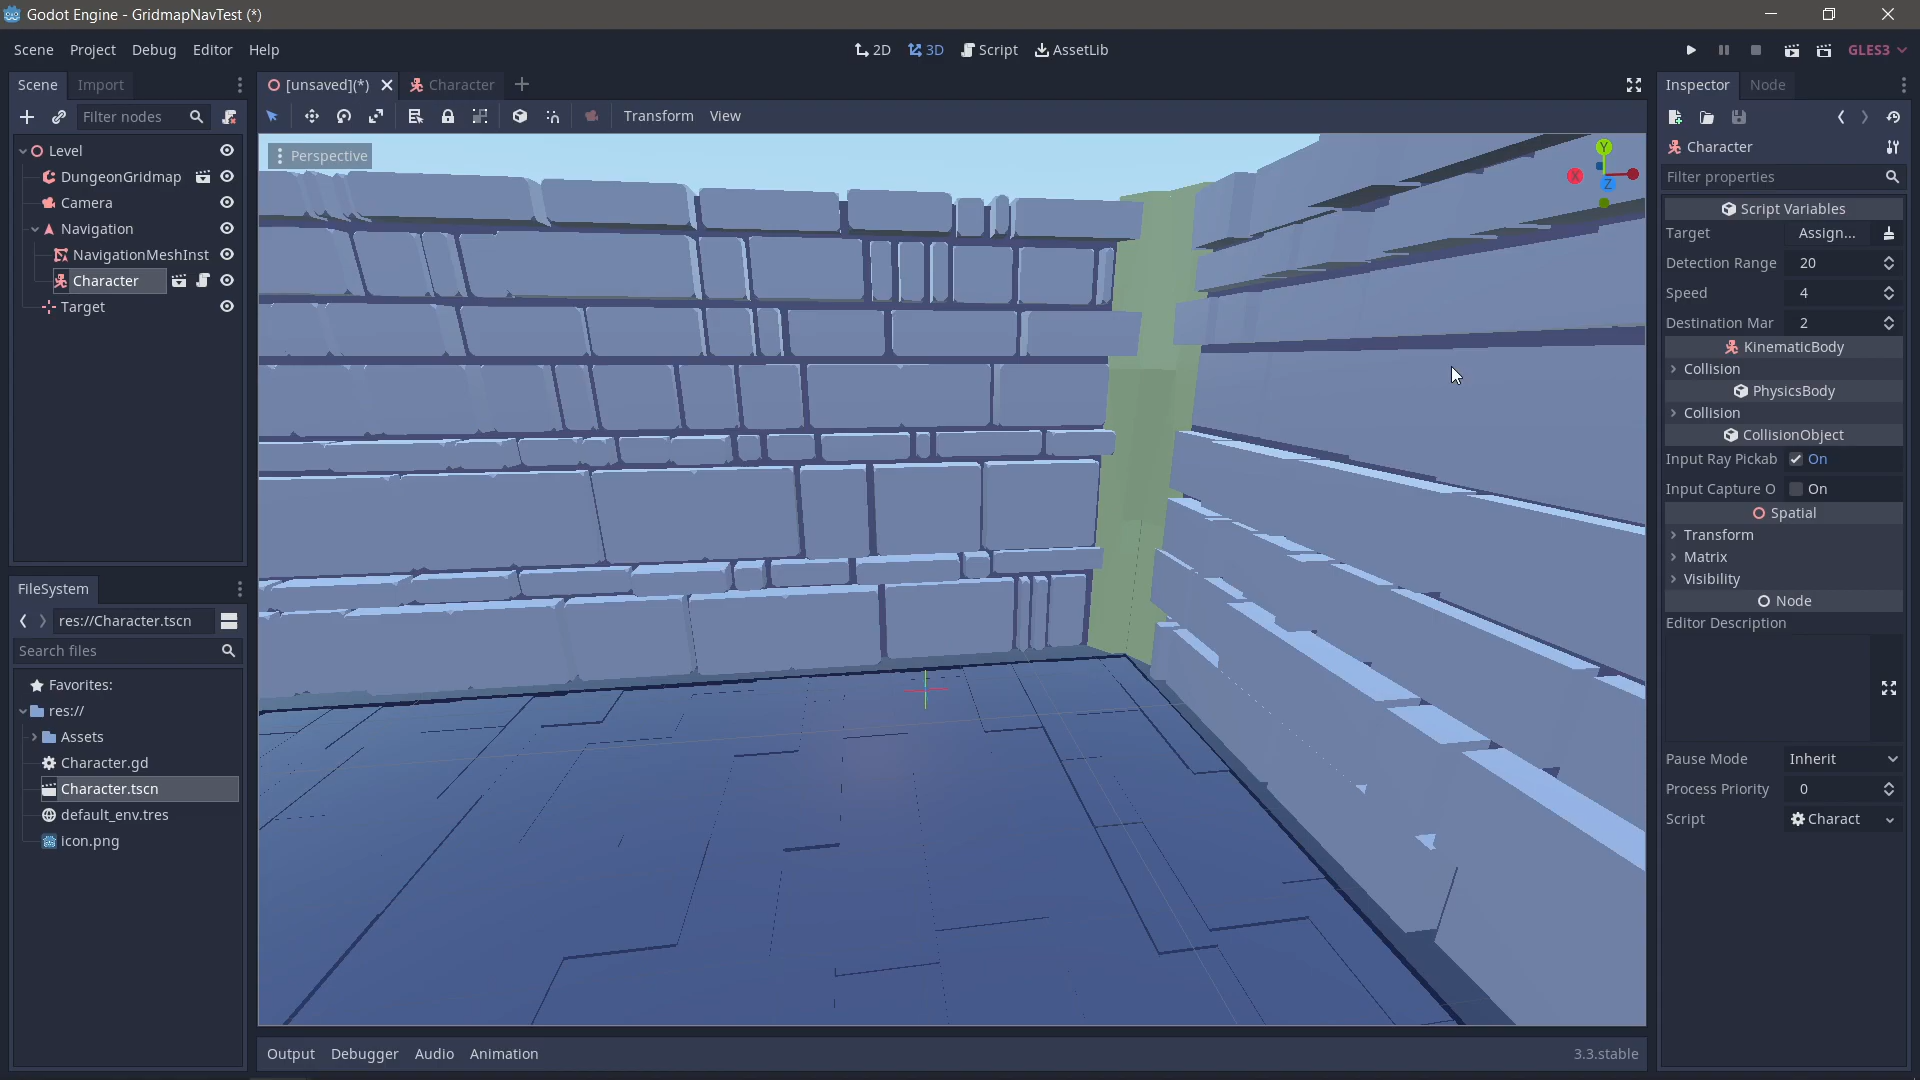 Godot Engine - GridmapNavTest (*)
Scene Project Debug Editor Help
2D 3D Script AssetLib
GLES3
Scene Import
Filter nodes
Level
DungeonGridmap
Camera
Navigation
NavigationMeshInst
Character
Target
FileSystem
res://Character.tscn
Search files
Favorites:
res://
Assets
Character.gd
Character.tscn
default_env.tres
icon.png
[unsaved](*) Character
Transform View
Perspective
Y
X
Z
Output Debugger Audio Animation
3.3.stable
Inspector Node
Character
Filter properties
Script Variables
Target Assign...
Detection Range 20
Speed 4
Destination Mar 2
KinematicBody
Collision
PhysicsBody
Collision
CollisionObject
Input Ray Pickab On
Input Capture O On
Spatial
Transform
Matrix
Visibility
Node
Editor Description
Pause Mode Inherit
Process Priority 0
Script Charact